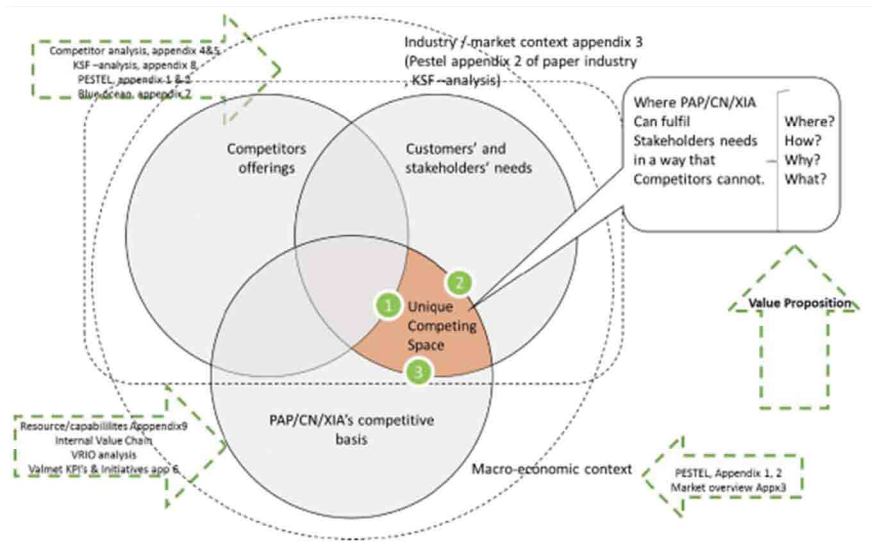 Competitor analysis, appendix 4&5
KSF –analysis, appendix 8,
PESTEL, appendix 1 & 2
Blue ocean, appendix 7
Industry / market context appendix 3
(Pestel appendix 2 of paper industry
, KSF –analysis)
Competitors
offerings
Customers' and
stakeholders' needs
Where PAP/CN/XIA
Can fulfil
Stakeholders needs
in a way that
Competitors cannot.
Where?
How?
Why?
What?
1
2
3
Unique
Competing
Space
Value Proposition
PAP/CN/XIA's competitive
basis
Resource/capabililites Apppendix9
Internal Value Chain
VRIO analysis
Valmet KPI's & Initiatives app 6
Macro-economic context
PESTEL, Appendix 1, 2
Market overview Appx3